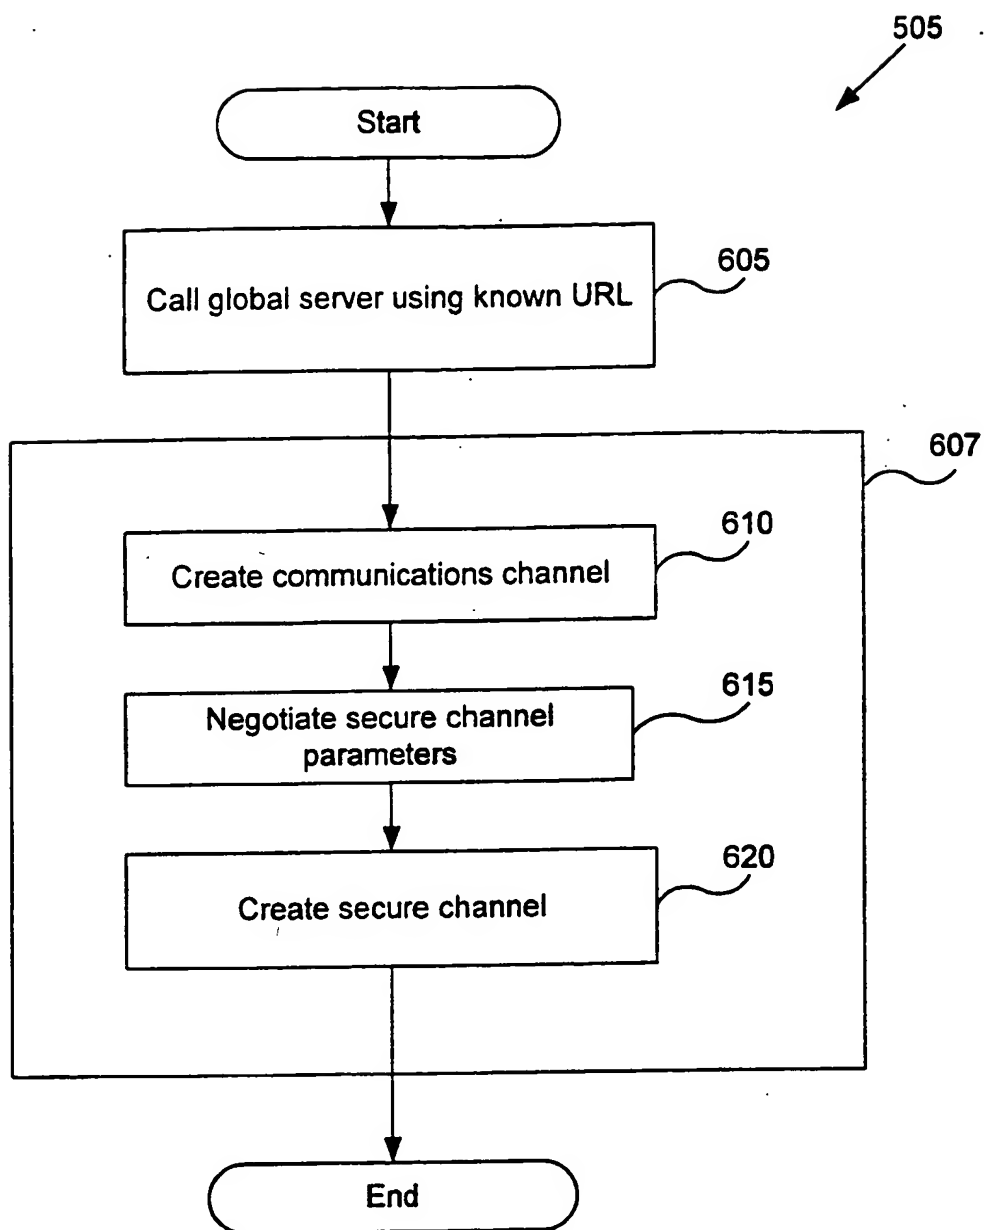 505
Start
605
Call global server using known URL
607
610
Create communications channel
615
Negotiate secure channel
parameters
620
Create secure channel
End